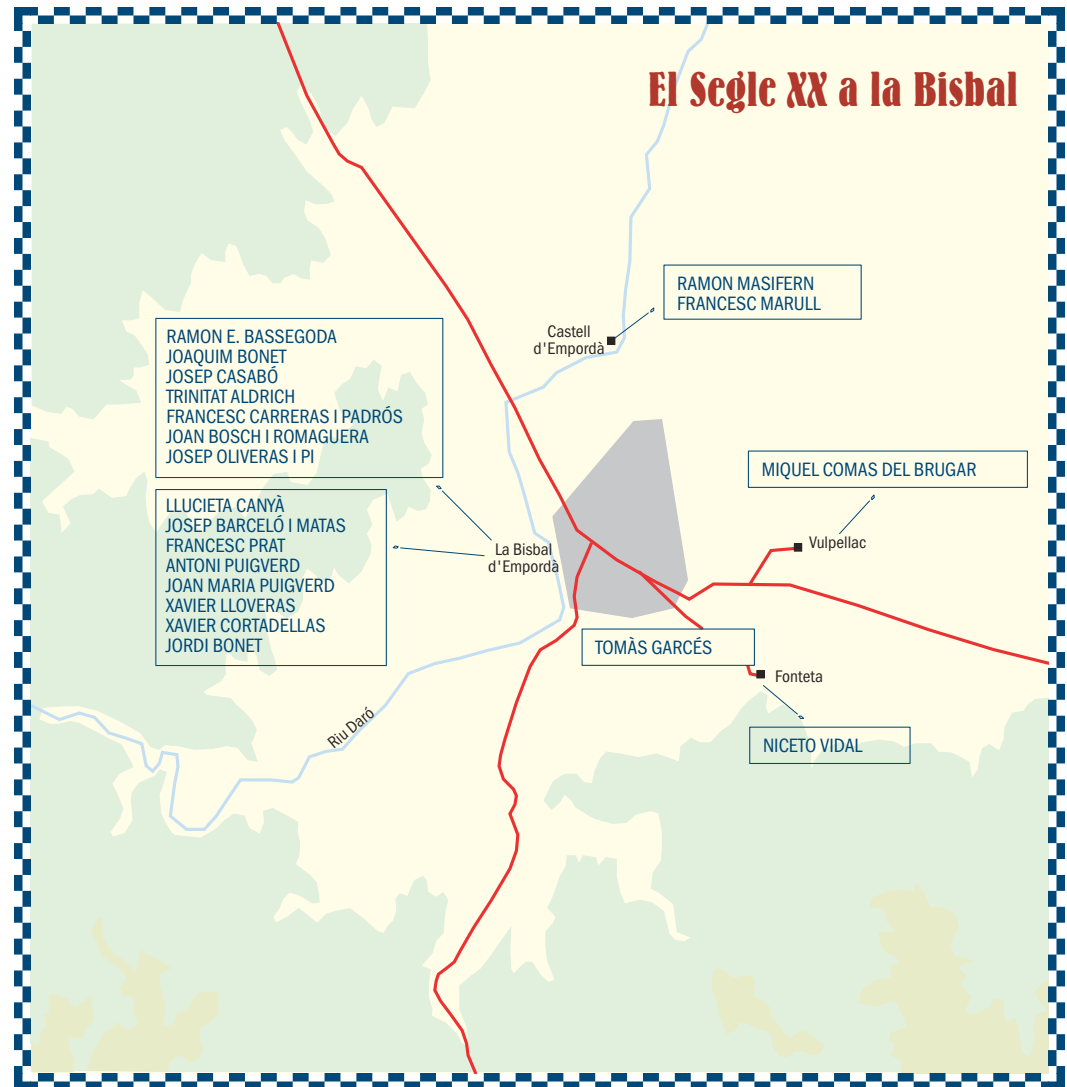 El Segle XX a la Bisbal
RAMON MASIFERN
FRANCESC MARULL
Castell
d'Empordà
RAMON E. BASSEGODA
JOAQUIM BONET
JOSEP CASABÓ
TRINITAT ALDRICH
FRANCESC CARRERAS I PADRÓS
JOAN BOSCH I ROMAGUERA
JOSEP OLIVERAS I PI
MIQUEL COMAS DEL BRUGAR
LLUCIETA CANYÀ
JOSEP BARCELÓ I MATAS
FRANCESC PRAT
ANTONI PUIGVERD
JOAN MARIA PUIGVERD
XAVIER LLOVERAS
XAVIER CORTADELLAS
JORDI BONET
La Bisbal
d'Empordà
Vulpellac
TOMÀS GARCÉS
Fonteta
Riu Daró
NICETO VIDAL